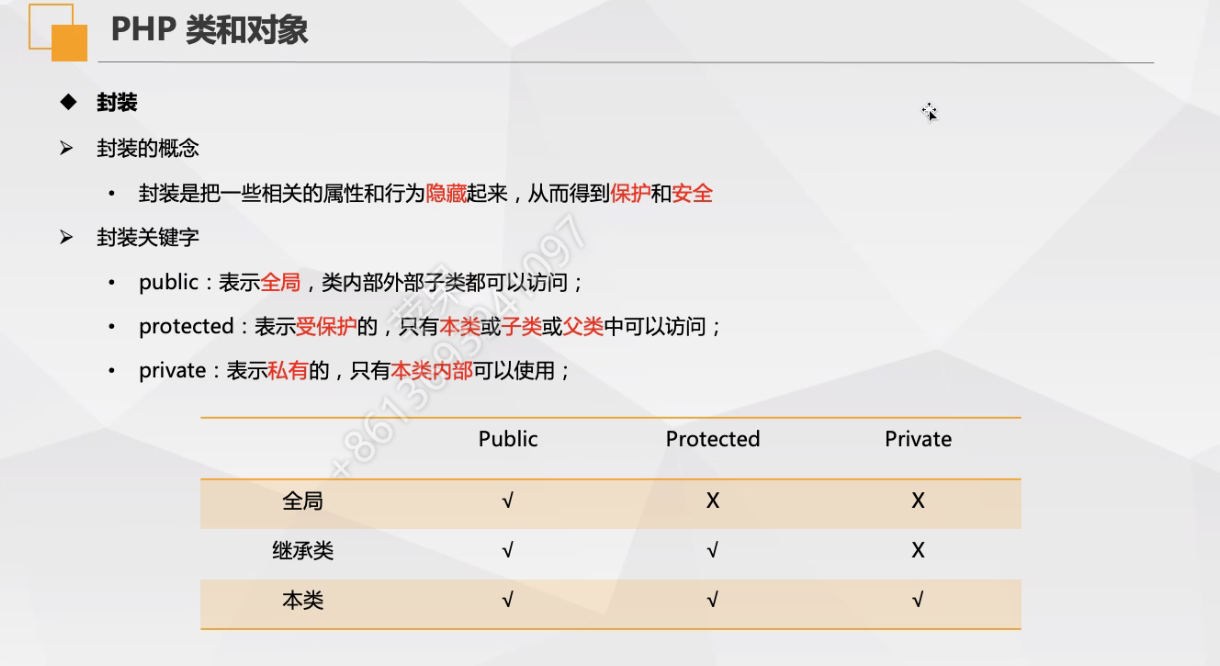 PHP 类和对象
◆ 封装
➢ 封装的概念
• 封装是把一些相关的属性和行为隐藏起来，从而得到保护和安全
➢ 封装关键字
• public：表示全局，类内部外部子类都可以访问；
• protected：表示受保护的，只有本类或子类或父类中可以访问；
• private：表示私有的，只有本类内部可以使用；
Public Protected Private
全局 √ X X
继承类 √ √ X
本类 √ √ √